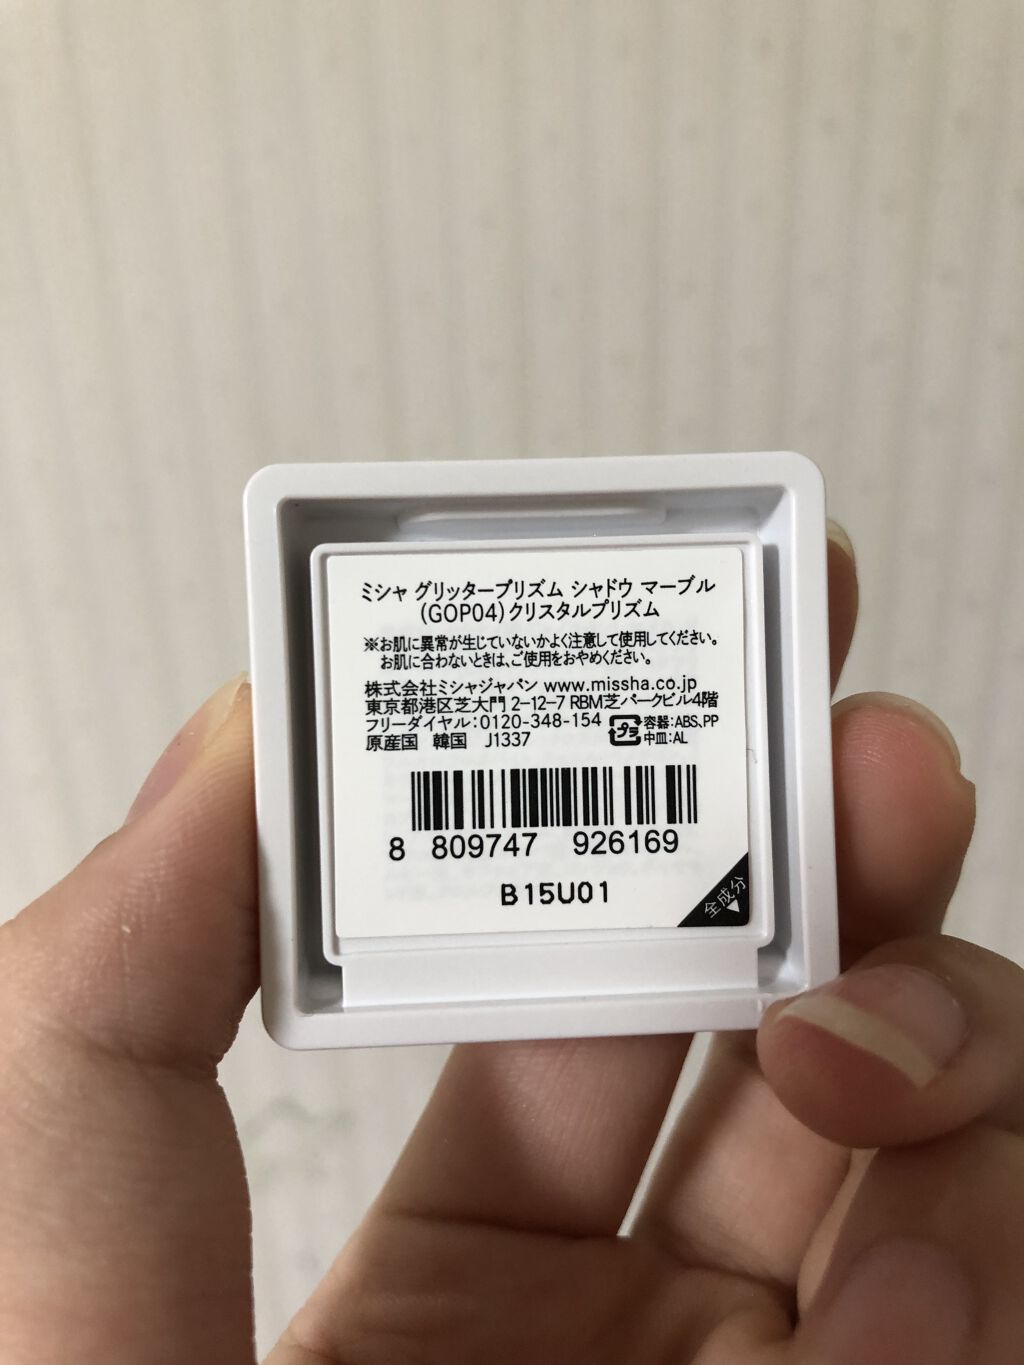 ミシャ グリッタープリズム シャドウ マーブル
(GOP04)クリスタルプリズム
※お肌に異常が生じていないかよく注意して使用してください。
お肌に合わないときは、ご使用をおやめください。
株式会社ミシャジャパン www.missha.co.jp
東京都港区芝大門 2-12-7 RBM芝パークビル4階
フリーダイヤル:0120-348-154
プラ 容器:ABS、PP
中皿:AL
原産国 韓国 J1337
8 809747 926169
B15U01
全成分